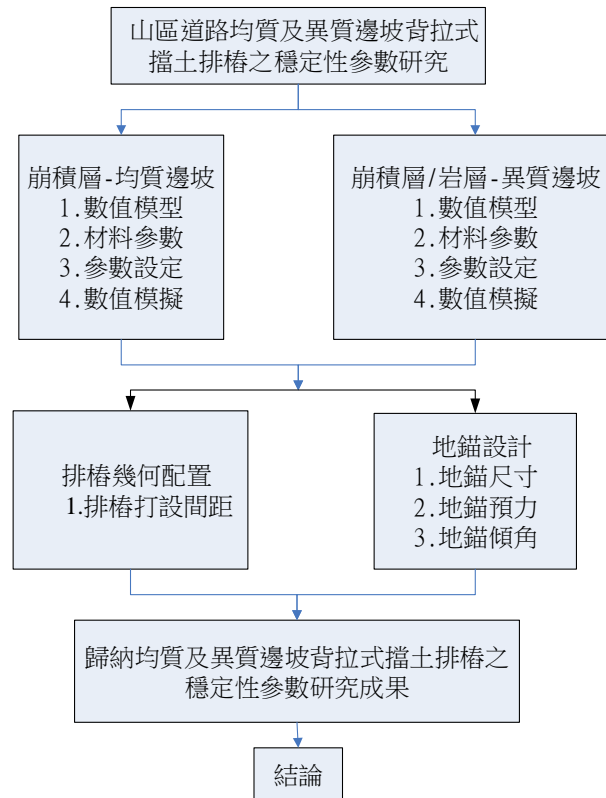 山區道路均質及異質邊坡背拉式
擋土排樁之穩定性參數研究
崩積層-均質邊坡
1.數值模型
2.材料參數
3.參數設定
4.數值模擬
崩積層/岩層-異質邊坡
1.數值模型
2.材料參數
3.參數設定
4.數值模擬
排樁幾何配置
1.排樁打設間距
地錨設計
1.地錨尺寸
2.地錨預力
3.地錨傾角
歸納均質及異質邊坡背拉式擋土排樁之
穩定性參數研究成果
結論